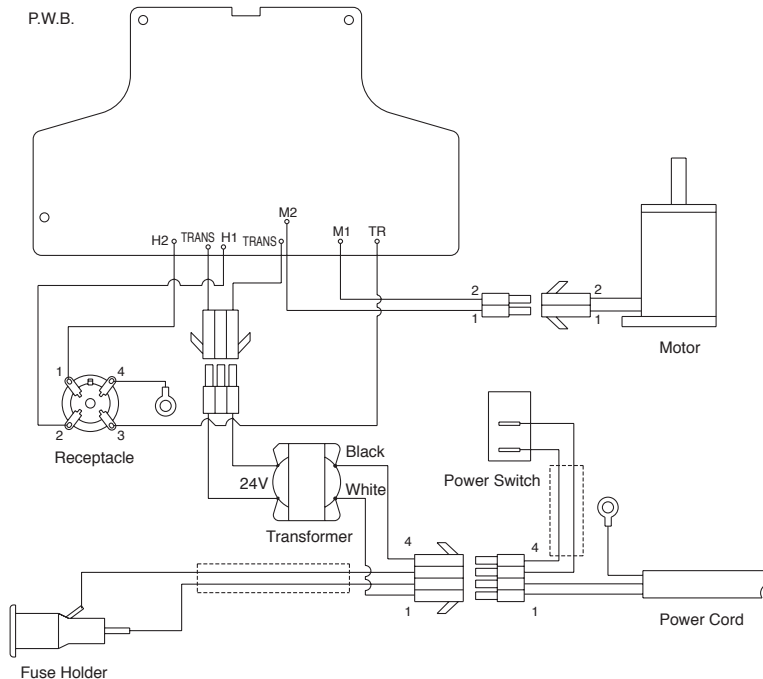 P.W.B.
M2
H2 TRANS H1 TRANS M1 TR
2 2
1 1
Motor
1 4
2 3
Receptacle
Black
24V White
Power Switch
Transformer
4 4
1 1
Power Cord
Fuse Holder